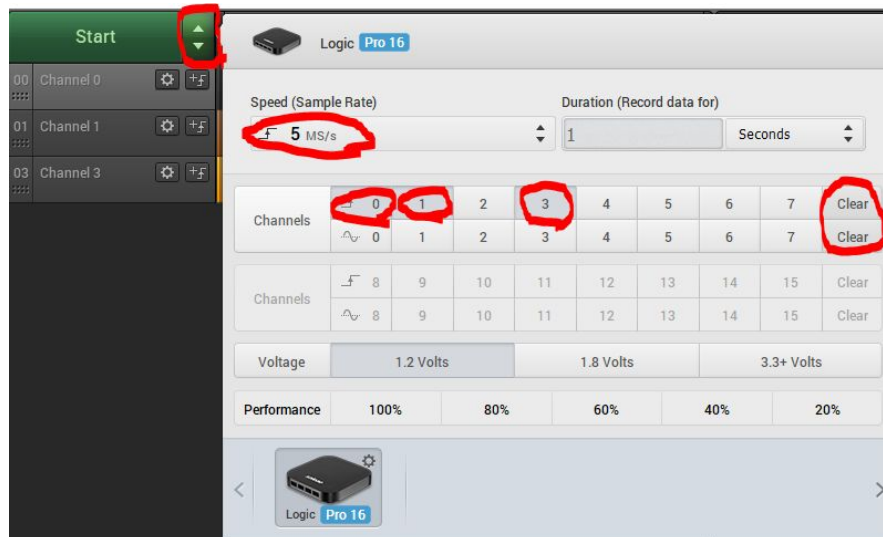 Start
00 Channel 0
01 Channel 1
03 Channel 3
Logic Pro 16
Speed (Sample Rate) Duration (Record data for)
5 MS/s 1 Seconds
Channels
0 1 2 3 4 5 6 7 Clear
0 1 2 3 4 5 6 7 Clear
Channels
8 9 10 11 12 13 14 15 Clear
8 9 10 11 12 13 14 15 Clear
Voltage 1.2 Volts 1.8 Volts 3.3+ Volts
Performance 100% 80% 60% 40% 20%
Logic Pro 16